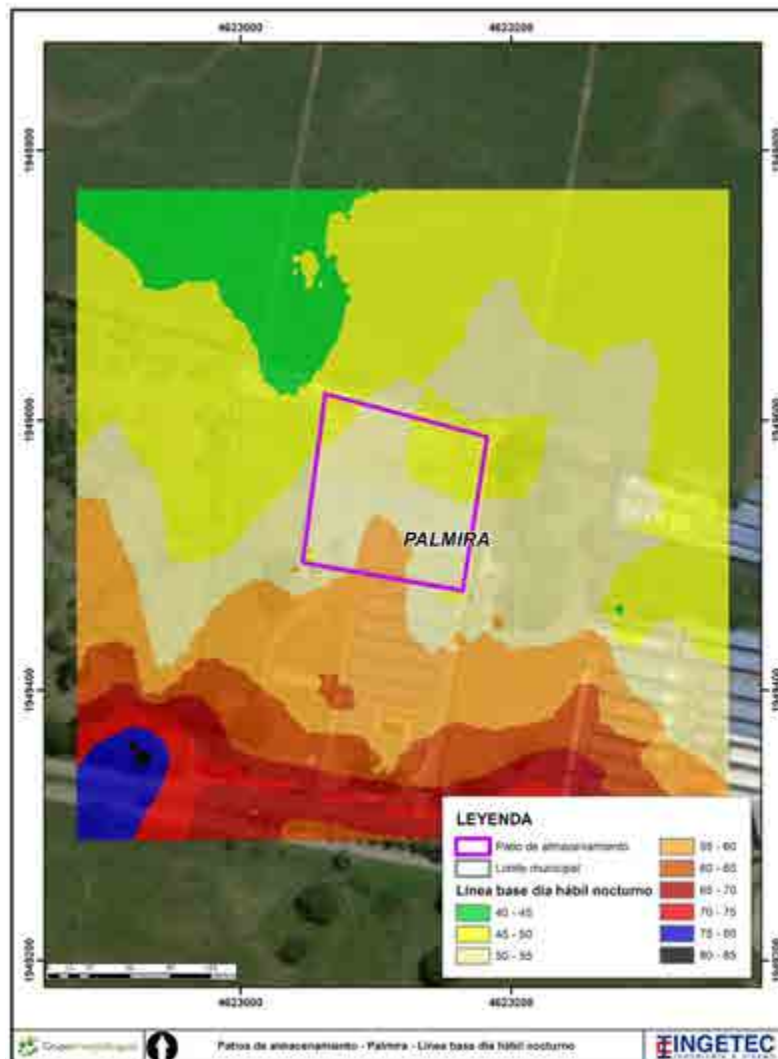 4623000 4623200
PALMIRA
LEYENDA
Patio de almacenamiento
Límite municipal
Línea base día hábil nocturno
40 - 45
45 - 50
50 - 55
55 - 60
60 - 65
65 - 70
70 - 75
75 - 80
80 - 85
1949400
1949200
4623000 4623200
Patios de almacenamiento - Palmira - Línea base día hábil nocturno
INGETEC